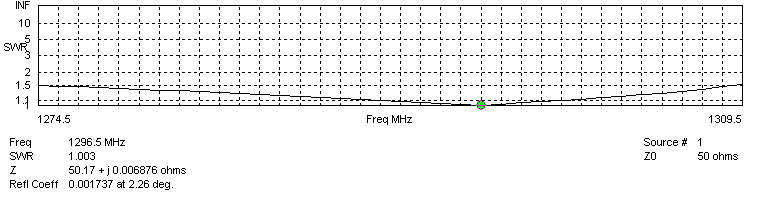 INF
10
5
SWR
3
2
1.5
1.1
1
1274.5 Freq MHz 1309.5
Freq 1296.5 MHz Source # 1
SWR 1.003 Z0 50 ohms
Z 50.17 + j 0.006876 ohms
Refl Coeff 0.001737 at 2.26 deg.